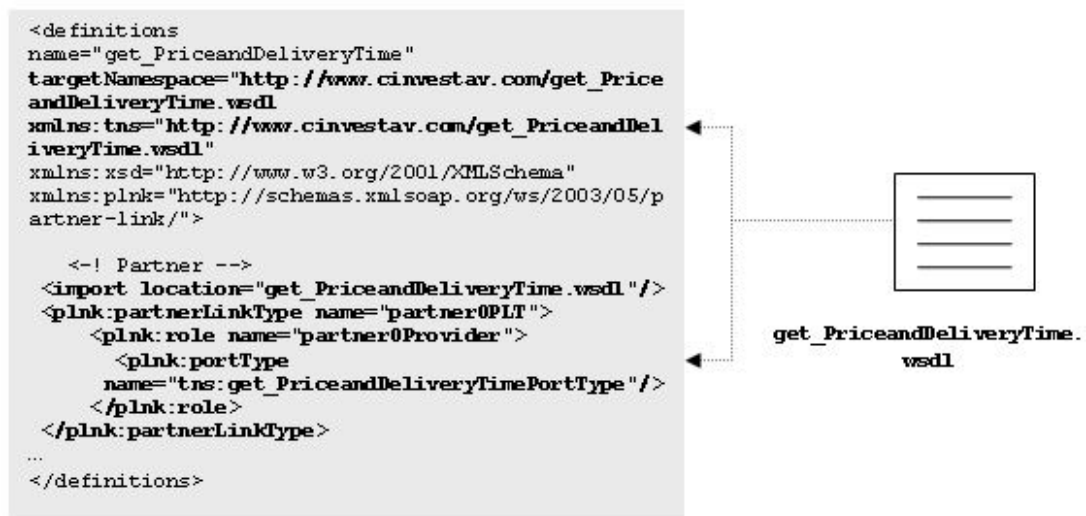 <definitions
name="get_PriceandDeliveryTime"
targetNamespace="http://www.cinvestav.com/get_Price
andDeliveryTime.wsdl
xmlns:tns="http://www.cinvestav.com/get_PriceandDel
iveryTime.wsdl"
xmlns:xsd="http://www.w3.org/2001/XMLSchema"
xmlns:plnk="http://schemas.xmlsoap.org/ws/2003/05/p
artner-link/">
<-! Partner -->
<import location="get_PriceandDeliveryTime.wsdl"/>
<plnk:partnerLinkType name="partner0PLT">
<plnk:role name="partner0Provider">
<plnk:portType
name="tns:get_PriceandDeliveryTimePortType"/>
</plnk:role>
</plnk:partnerLinkType>
...
</definitions>
get_PriceandDeliveryTime.
wsdl